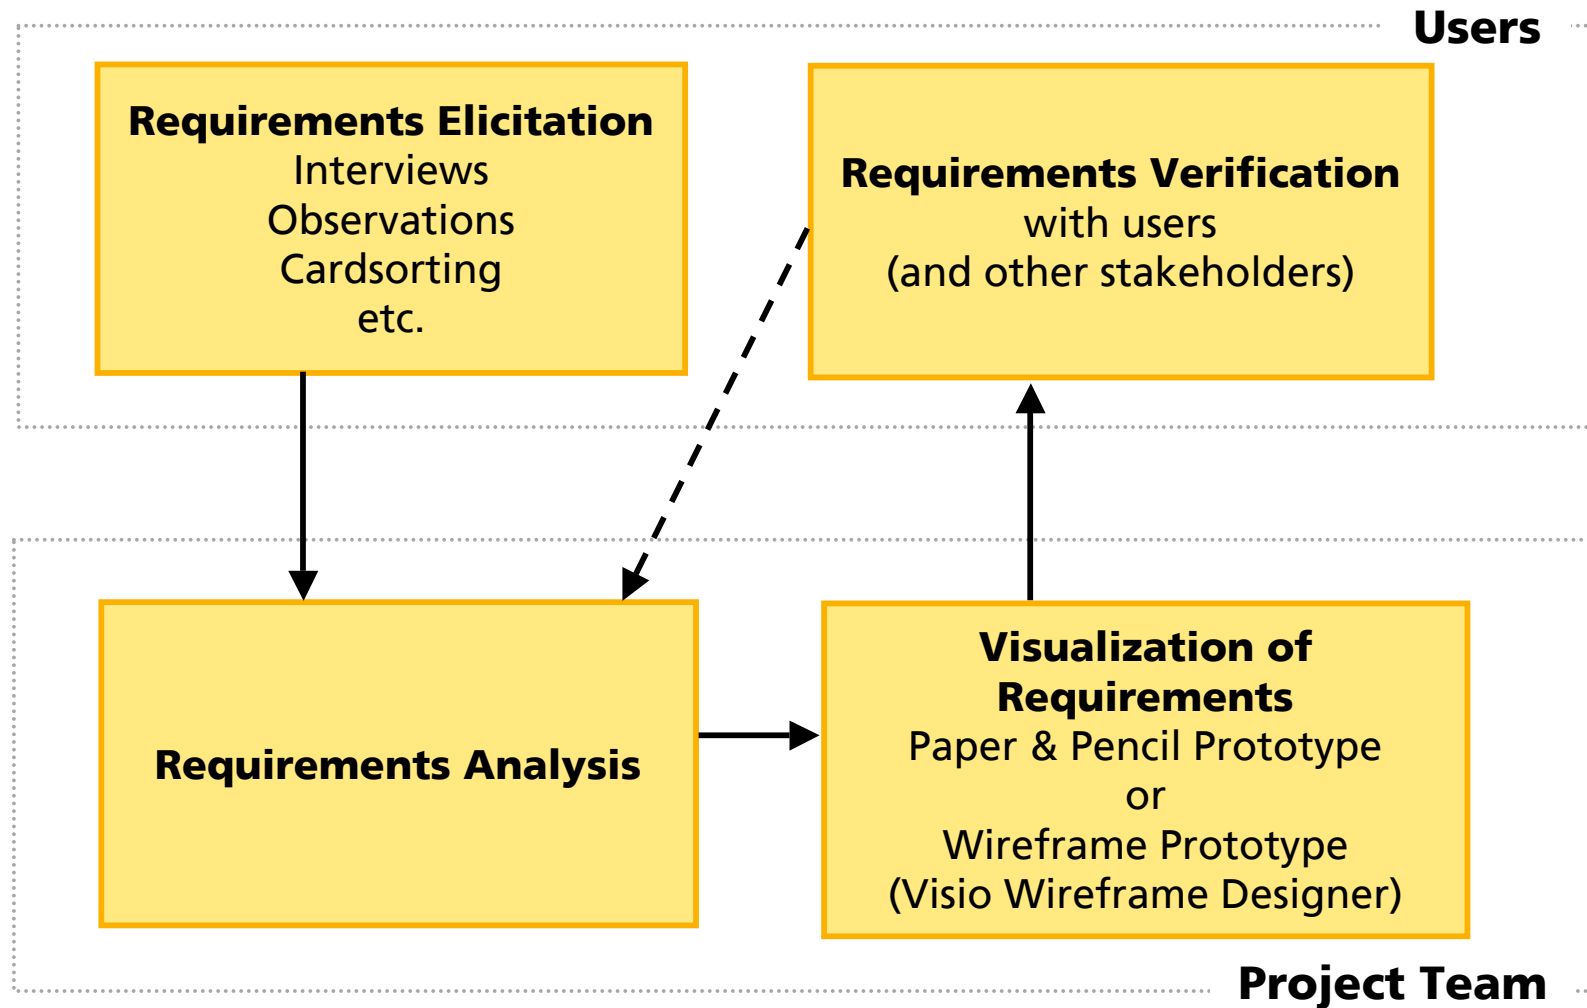 Users
Requirements Elicitation
Interviews
Observations
Cardsorting
etc.
Requirements Verification
with users
(and other stakeholders)
Requirements Analysis
Visualization of
Requirements
Paper & Pencil Prototype
or
Wireframe Prototype
(Visio Wireframe Designer)
Project Team